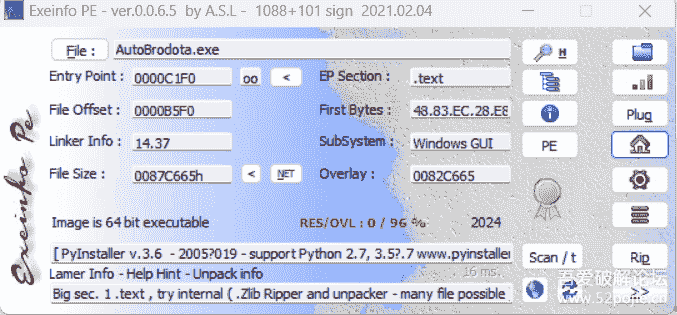 Exeinfo PE - ver.0.0.6.5 by A.S.L - 1088+101 sign 2021.02.04
Exeinfo Pe
File : AutoBrodota.exe H
Entry Point : 0000C1F0 oo < EP Section : .text
File Offset : 0000B5F0 First Bytes : 48.83.EC.28.E8 Plug
Linker Info : 14.37 SubSystem : Windows GUI PE
File Size : 0087C665h < NET Overlay : 0082C665
Image is 64 bit executable RES/OVL : 0 / 96 % 2024
[ PyInstaller v.3.6 - 2005?019 - support Python 2.7, 3.5?.7 www.pyinstaller Scan / t Rip
Lamer Info - Help Hint - Unpack info 16 ms.
Big sec. 1 .text , try internal ( .Zlib Ripper and unpacker - many file possible >>
吾爱破解论坛
www.52pojie.cn